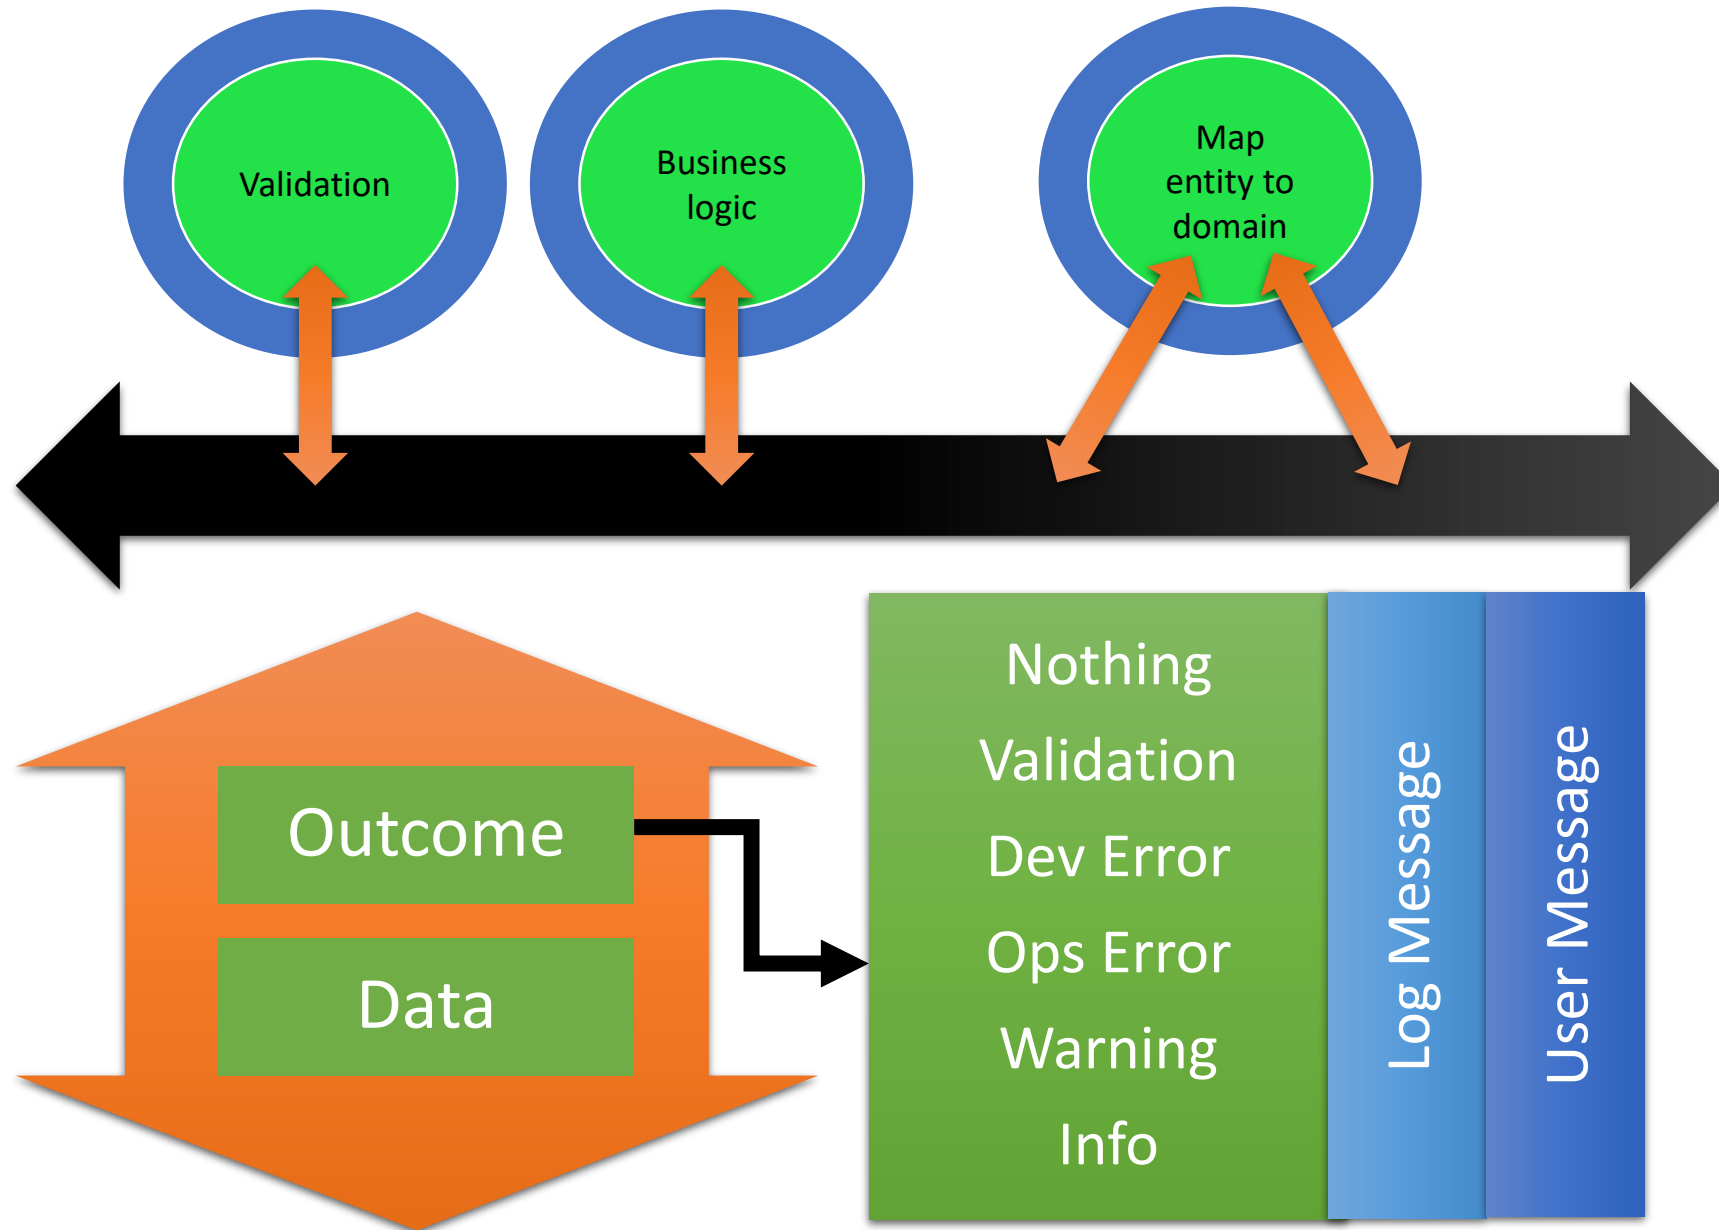 Validation
Business
logic
Map
entity to
domain
Outcome
Data
Nothing
Validation
Dev Error
Ops Error
Warning
Info
Log Message
User Message